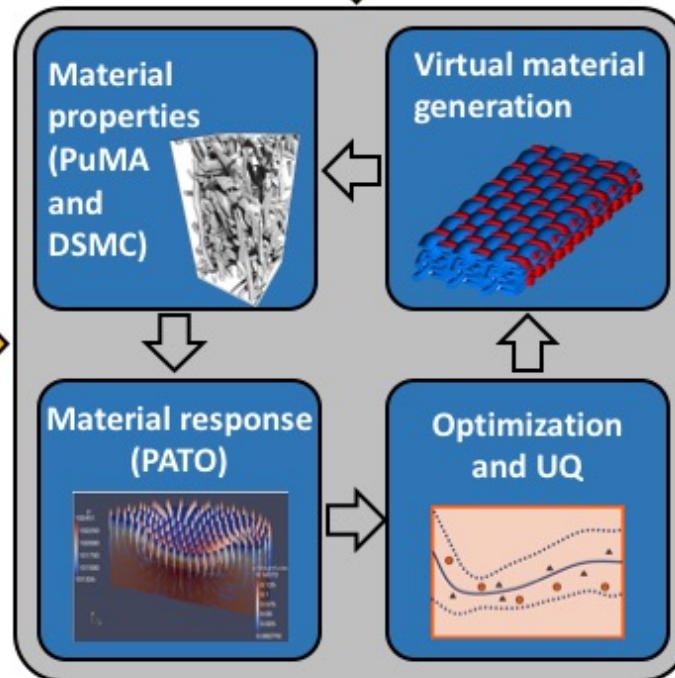 Material
properties
(PuMA
and
DSMC)
Virtual material
generation
Material response
(PATO)
Optimization
and UQ